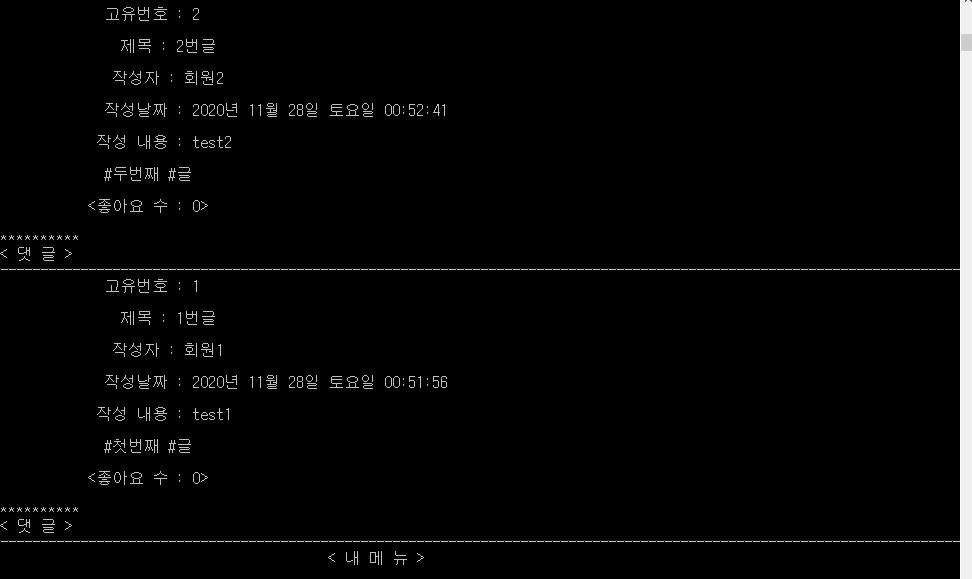 고유번호 : 2
제목 : 2번글
작성자 : 회원2
작성날짜 : 2020년 11월 28일 토요일 00:52:41
작성 내용 : test2
#두번째 #글
<좋아요 수 : 0>
**********
< 댓 글 >
------------------------------------------------------------------------------------------------------------------------
고유번호 : 1
제목 : 1번글
작성자 : 회원1
작성날짜 : 2020년 11월 28일 토요일 00:51:56
작성 내용 : test1
#첫번째 #글
<좋아요 수 : 0>
**********
< 댓 글 >
------------------------------------------------------------------------------------------------------------------------
< 내 메 뉴 >